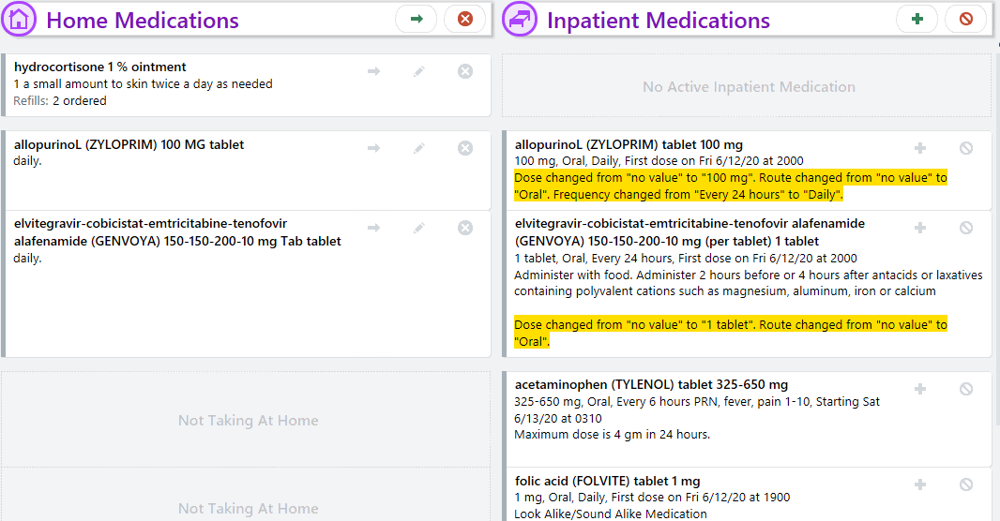 Home Medications
hydrocortisone 1 % ointment
1 a small amount to skin twice a day as needed
Refills: 2 ordered
allopurinoL (ZYLOPRIM) 100 MG tablet
daily.
elvitegravir-cobicistat-emtricitabine-tenofovir
alafenamide (GENVOYA) 150-150-200-10 mg Tab tablet
daily.
Not Taking At Home
Not Taking At Home
Inpatient Medications
No Active Inpatient Medication
allopurinoL (ZYLOPRIM) tablet 100 mg
100 mg, Oral, Daily, First dose on Fri 6/12/20 at 2000
Dose changed from "no value" to "100 mg". Route changed from "no value" to
"Oral". Frequency changed from "Every 24 hours" to "Daily".
elvitegravir-cobicistat-emtricitabine-tenofovir alafenamide
(GENVOYA) 150-150-200-10 mg (per tablet) 1 tablet
1 tablet, Oral, Every 24 hours, First dose on Fri 6/12/20 at 2000
Administer with food. Administer 2 hours before or 4 hours after antacids or laxatives
containing polyvalent cations such as magnesium, aluminum, iron or calcium
Dose changed from "no value" to "1 tablet". Route changed from "no value" to
"Oral".
acetaminophen (TYLENOL) tablet 325-650 mg
325-650 mg, Oral, Every 6 hours PRN, fever, pain 1-10, Starting Sat
6/13/20 at 0310
Maximum dose is 4 gm in 24 hours.
folic acid (FOLVITE) tablet 1 mg
1 mg, Oral, Daily, First dose on Fri 6/12/20 at 1900
Look Alike/Sound Alike Medication